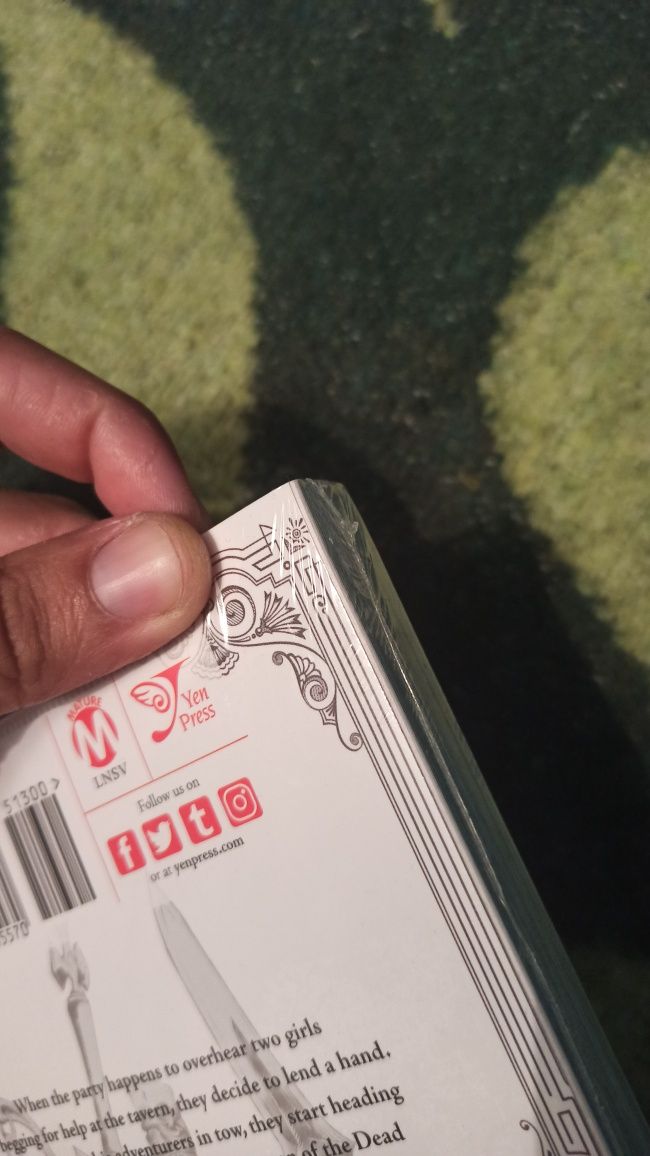 MATURE
M
LNSV
Yen
Press
51300 >
Follow us on
or at yenpress.com
5570
When the party happens to overhear two girls
begging for help at the tavern, they decide to lend a hand.
adventurers in tow, they start heading
of the Dead